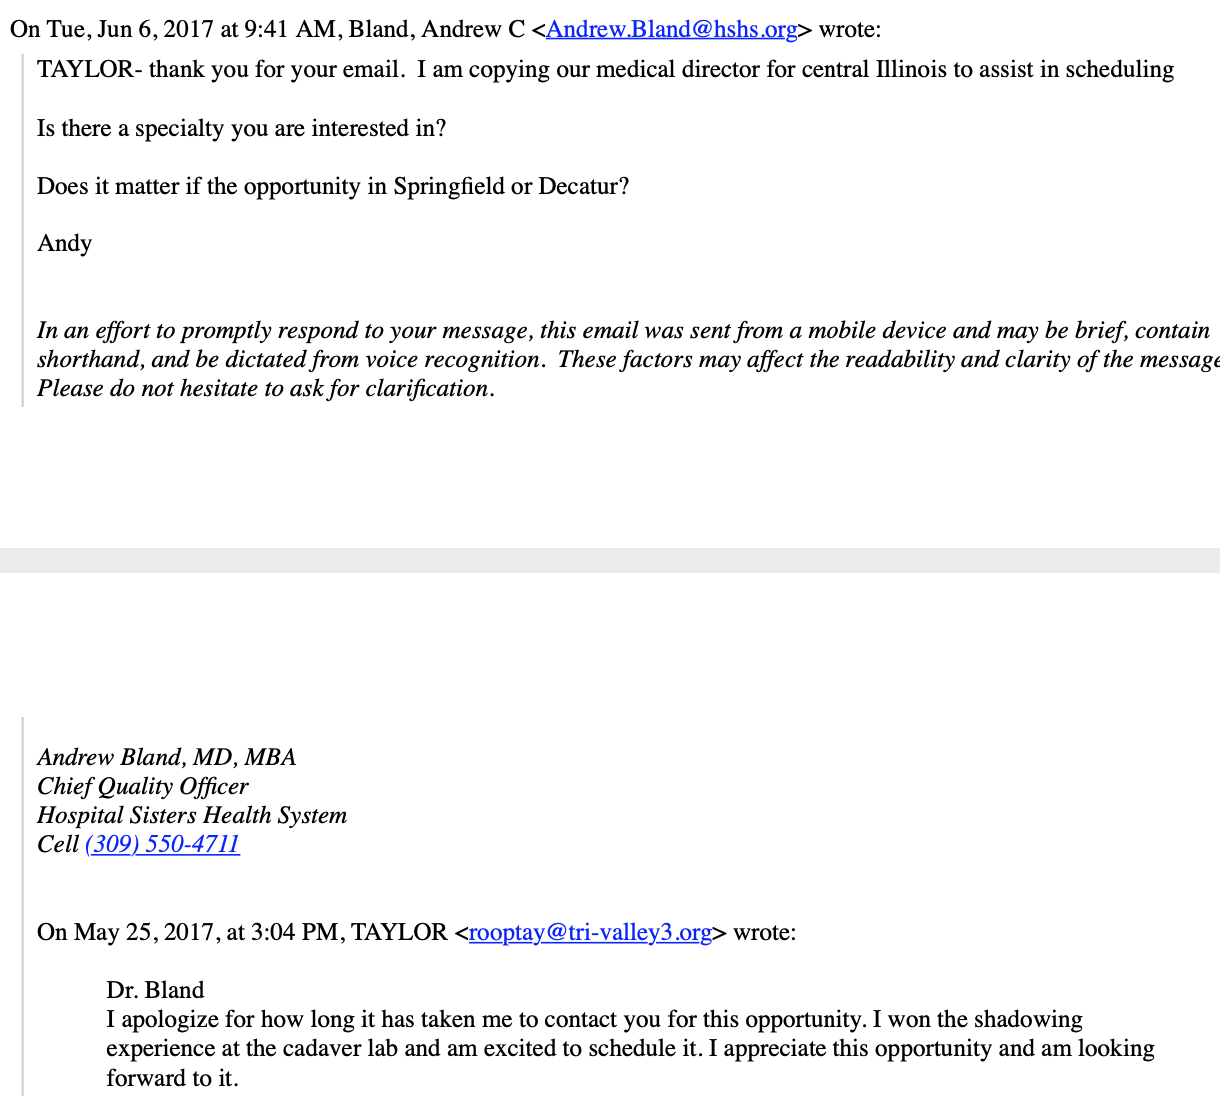 On Tue, Jun 6, 2017 at 9:41 AM, Bland, Andrew C <Andrew.Bland@hshs.org> wrote:
TAYLOR- thank you for your email.  I am copying our medical director for central Illinois to assist in scheduling
Is there a specialty you are interested in?
Does it matter if the opportunity in Springfield or Decatur?
Andy
In an effort to promptly respond to your message, this email was sent from a mobile device and may be brief, contain
shorthand, and be dictated from voice recognition.  These factors may affect the readability and clarity of the message
Please do not hesitate to ask for clarification.
Andrew Bland, MD, MBA
Chief Quality Officer
Hospital Sisters Health System
Cell (309) 550-4711
On May 25, 2017, at 3:04 PM, TAYLOR <rooptay@tri-valley3.org> wrote:
Dr. Bland
I apologize for how long it has taken me to contact you for this opportunity. I won the shadowing
experience at the cadaver lab and am excited to schedule it. I appreciate this opportunity and am looking
forward to it.